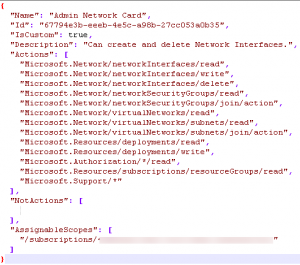 {
"Name": "Admin Network Card",
"Id": "67794e3b-eeeb-4e5c-a98b-27cc053a0b35",
"IsCustom": true,
"Description": "Can create and delete Network Interfaces.",
"Actions": [
"Microsoft.Network/networkInterfaces/read",
"Microsoft.Network/networkInterfaces/write",
"Microsoft.Network/networkInterfaces/delete",
"Microsoft.Network/networkSecurityGroups/read",
"Microsoft.Network/networkSecurityGroups/join/action",
"Microsoft.Network/virtualNetworks/read",
"Microsoft.Network/virtualNetworks/subnets/read",
"Microsoft.Network/virtualNetworks/subnets/join/action",
"Microsoft.Resources/deployments/read",
"Microsoft.Resources/deployments/write",
"Microsoft.Authorization/*/read",
"Microsoft.Resources/subscriptions/resourceGroups/read",
"Microsoft.Support/*"
],
"NotActions": [
],
"AssignableScopes": [
"/subscriptions/
]
}